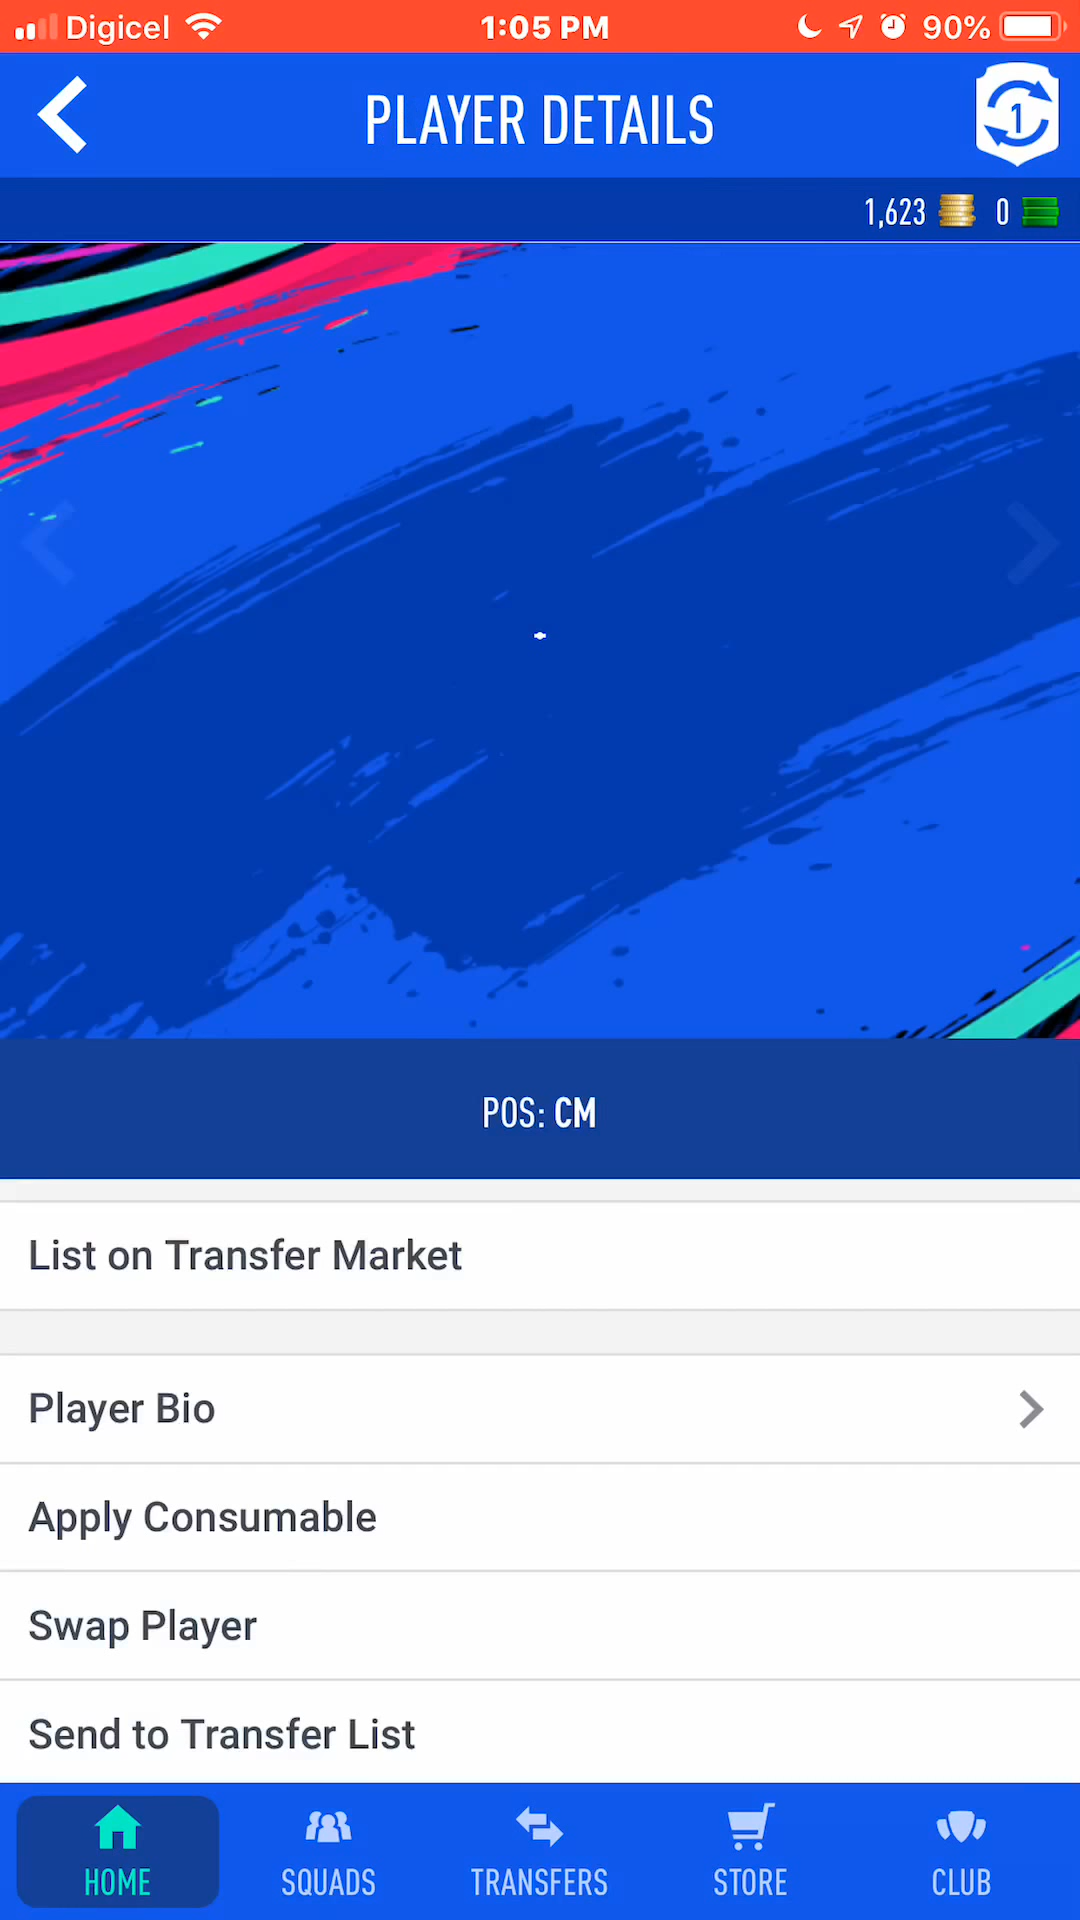 Digicel 1:05 PM 90%
PLAYER DETAILS 1
1,623 0
POS: CM
List on Transfer Market
Player Bio
Apply Consumable
Swap Player
Send to Transfer List
HOME SQUADS TRANSFERS STORE CLUB